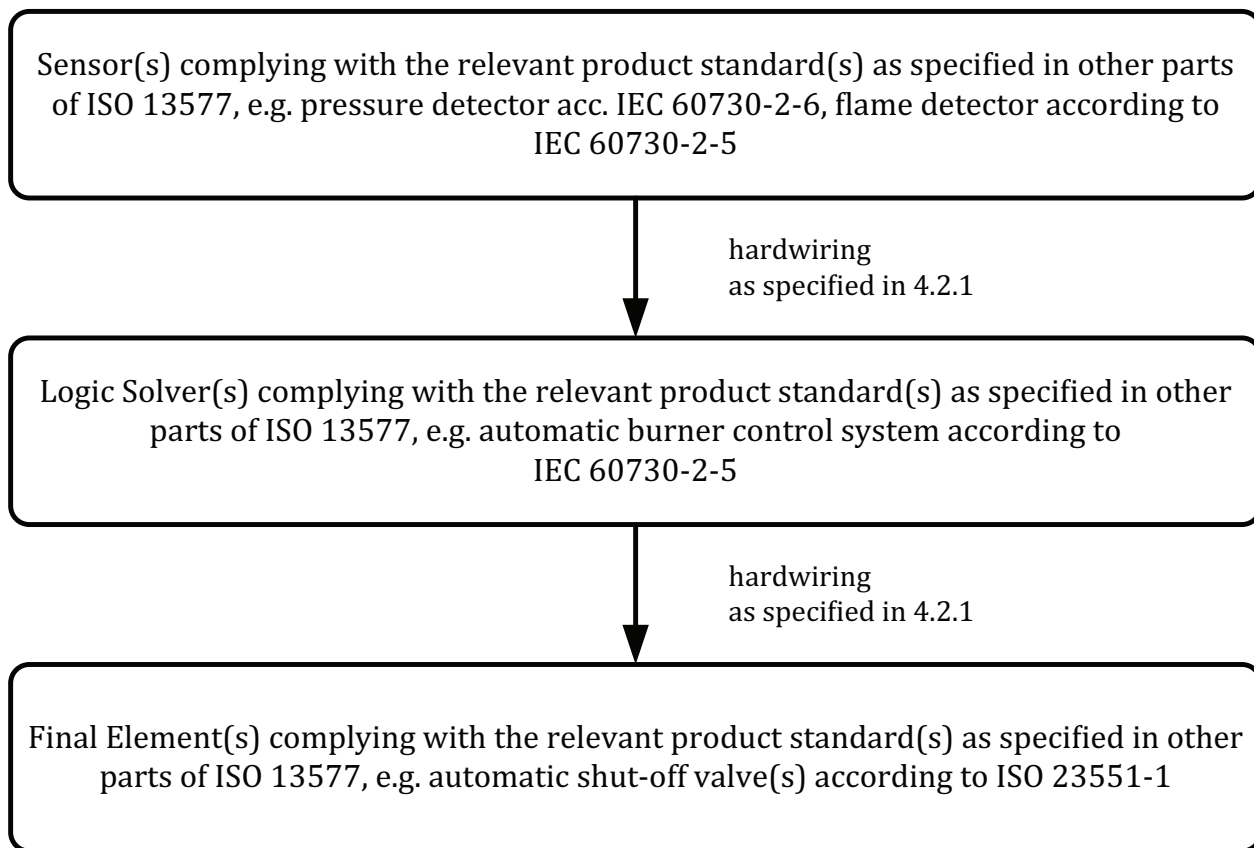 Sensor(s) complying with the relevant product standard(s) as specified in other parts
of ISO 13577, e.g. pressure detector acc. IEC 60730-2-6, flame detector according to
IEC 60730-2-5
hardwiring
as specified in 4.2.1
Logic Solver(s) complying with the relevant product standard(s) as specified in other
parts of ISO 13577, e.g. automatic burner control system according to
IEC 60730-2-5
hardwiring
as specified in 4.2.1
Final Element(s) complying with the relevant product standard(s) as specified in other
parts of ISO 13577, e.g. automatic shut-off valve(s) according to ISO 23551-1